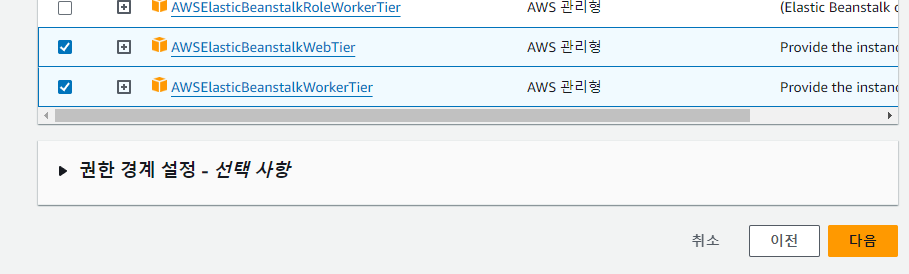 AWSElasticBeanstalkRoleWorkerTier AWS 관리형 (Elastic Beanstalk
AWSElasticBeanstalkWebTier AWS 관리형 Provide the instanc
AWSElasticBeanstalkWorkerTier AWS 관리형 Provide the instanc
권한 경계 설정 - 선택 사항
취소 이전 다음